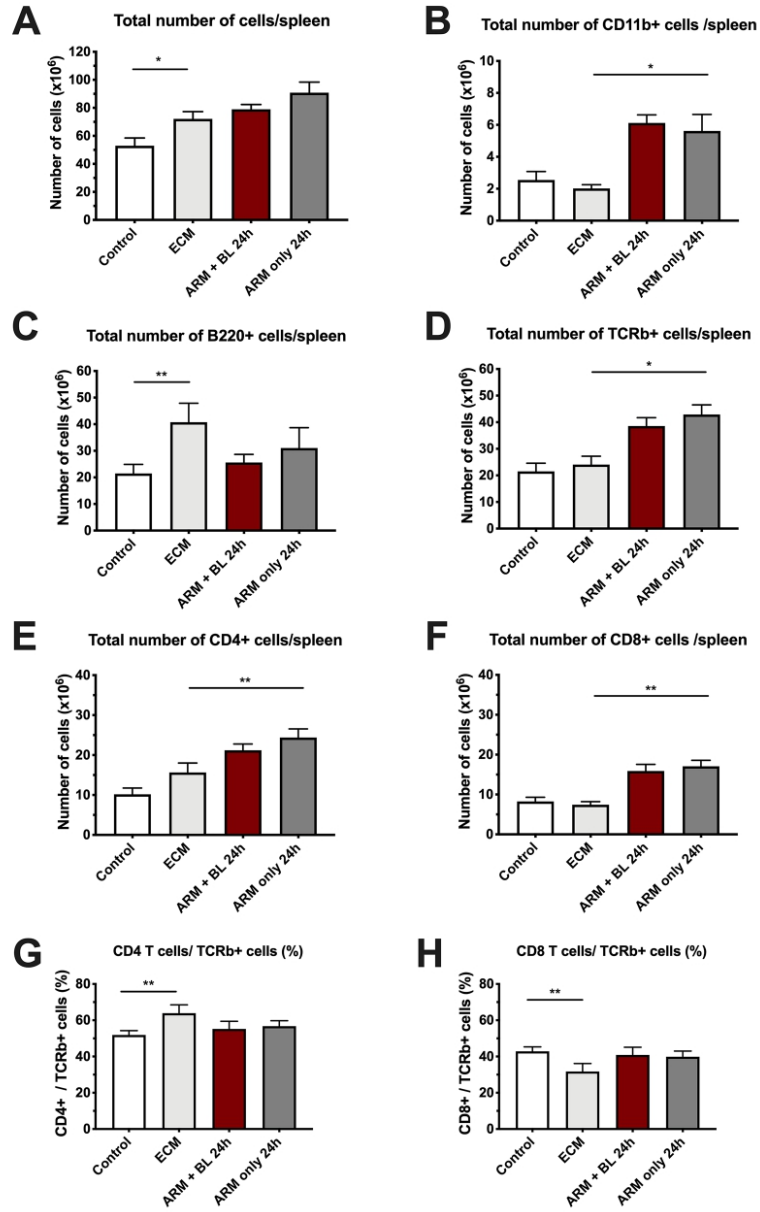 A
Total number of cells/spleen
Number of cells (x10⁶)
120
100
80
60
40
20
0
*
Control
ECM
ARM + BL 24h
ARM only 24h
B
Total number of CD11b+ cells /spleen
Number of cells (x10⁶)
8
6
4
2
0
*
Control
ECM
ARM + BL 24h
ARM only 24h
C
Total number of B220+ cells/spleen
Number of cells (x10⁶)
60
50
40
30
20
10
0
**
Control
ECM
ARM + BL 24h
ARM only 24h
D
Total number of TCRb+ cells/spleen
Number of cells (x10⁶)
60
50
40
30
20
10
0
*
Control
ECM
ARM + BL 24h
ARM only 24h
E
Total number of CD4+ cells/spleen
Number of cells (x10⁶)
40
30
20
10
0
**
Control
ECM
ARM + BL 24h
ARM only 24h
F
Total number of CD8+ cells /spleen
Number of cells (x10⁶)
40
30
20
10
0
**
Control
ECM
ARM + BL 24h
ARM only 24h
G
CD4 T cells/ TCRb+ cells (%)
CD4+ / TCRb+ cells (%)
80
60
40
20
0
**
Control
ECM
ARM + BL 24h
ARM only 24h
H
CD8 T cells/ TCRb+ cells (%)
CD8+ / TCRb+ cells (%)
80
60
40
20
0
**
Control
ECM
ARM + BL 24h
ARM only 24h